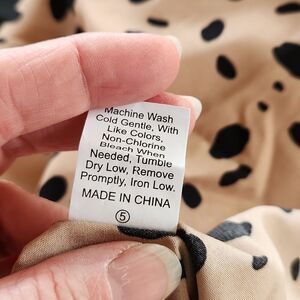 Machine Wash
Cold Gentle, With
Like Colors,
Non-Chlorine
Bleach When
Needed, Tumble
Dry Low, Remove
Promptly, Iron Low.
MADE IN CHINA
5